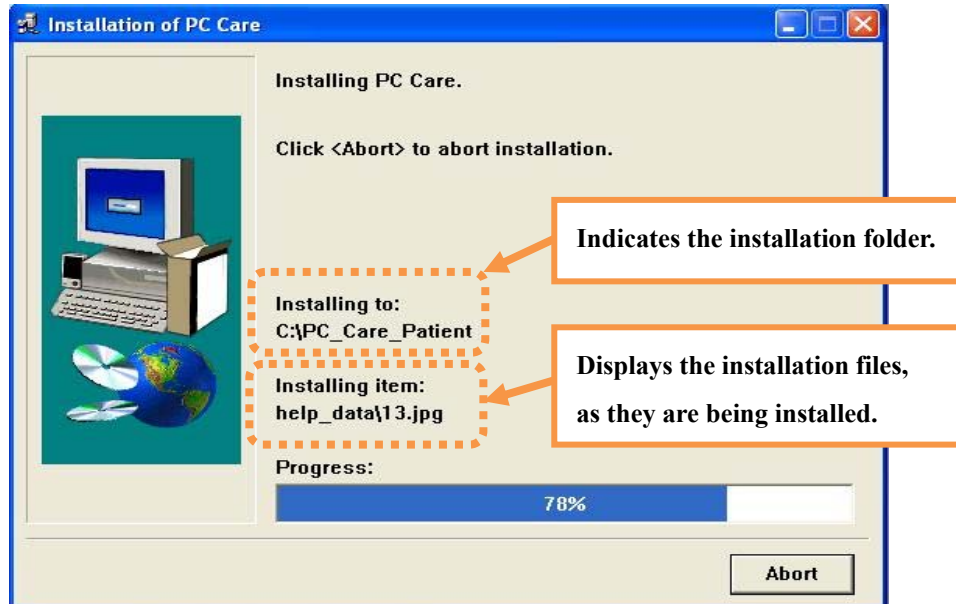 Installation of PC Care
Installing PC Care.
Click <Abort> to abort installation.
Indicates the installation folder.
Installing to:
C:\PC_Care_Patient
Displays the installation files,
as they are being installed.
Installing item:
help_data\13.jpg
Progress:
78%
Abort